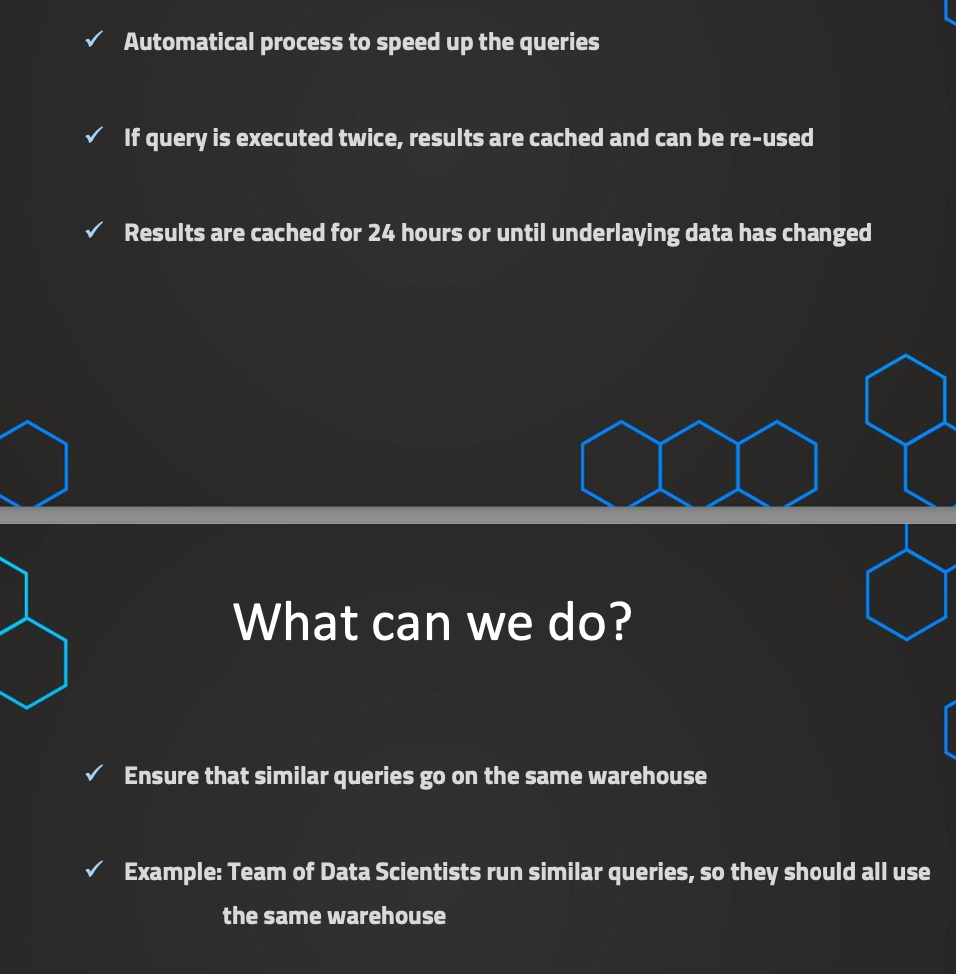 Automatical process to speed up the queries
If query is executed twice, results are cached and can be re-used
Results are cached for 24 hours or until underlaying data has changed
What can we do?
Ensure that similar queries go on the same warehouse
Example: Team of Data Scientists run similar queries, so they should all use
the same warehouse